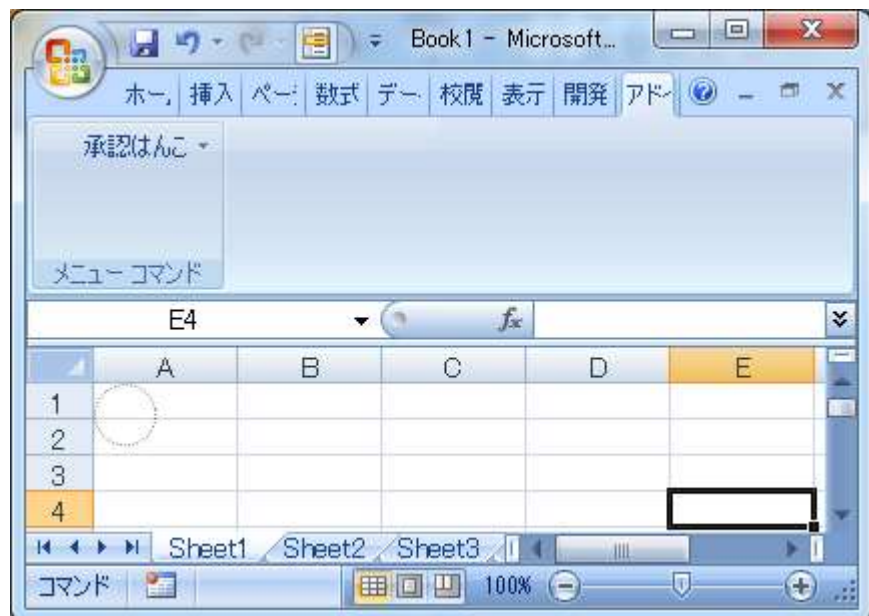 Book1 - Microsoft...
ホー, 挿入 ペー: 数式 デー. 校閲 表示 開発 アドイ
承認はんこ
メニュー コマンド
E4 fx
A B C D E
1
2
3
4
Sheet1 Sheet2 Sheet3
コマンド 100%